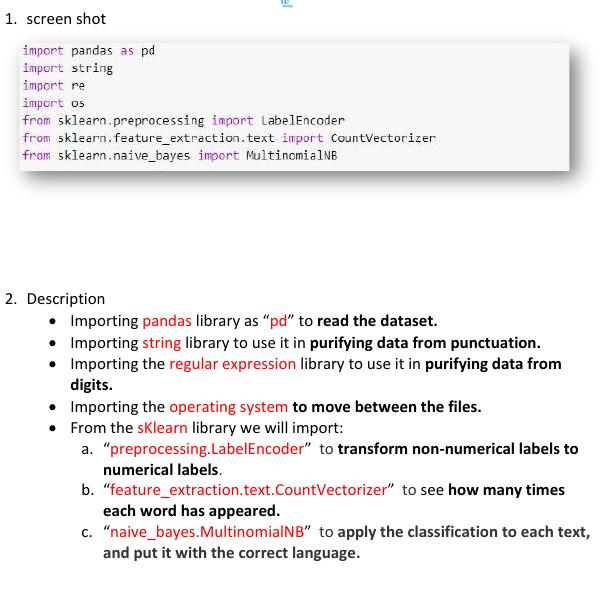 1. screen shot
import pandas as pd
import string
import re
import os
from sklearn.preprocessing import LabelEncoder
from sklearn.feature_extraction.text import CountVectorizer
from sklearn.naive_bayes import MultinomialNB
2. Description
• Importing pandas library as “pd” to read the dataset.
• Importing string library to use it in purifying data from punctuation.
• Importing the regular expression library to use it in purifying data from
digits.
• Importing the operating system to move between the files.
• From the sKlearn library we will import:
a. “preprocessing.LabelEncoder” to transform non-numerical labels to
numerical labels.
b. “feature_extraction.text.CountVectorizer” to see how many times
each word has appeared.
c. “naive_bayes.MultinomialNB” to apply the classification to each text,
and put it with the correct language.